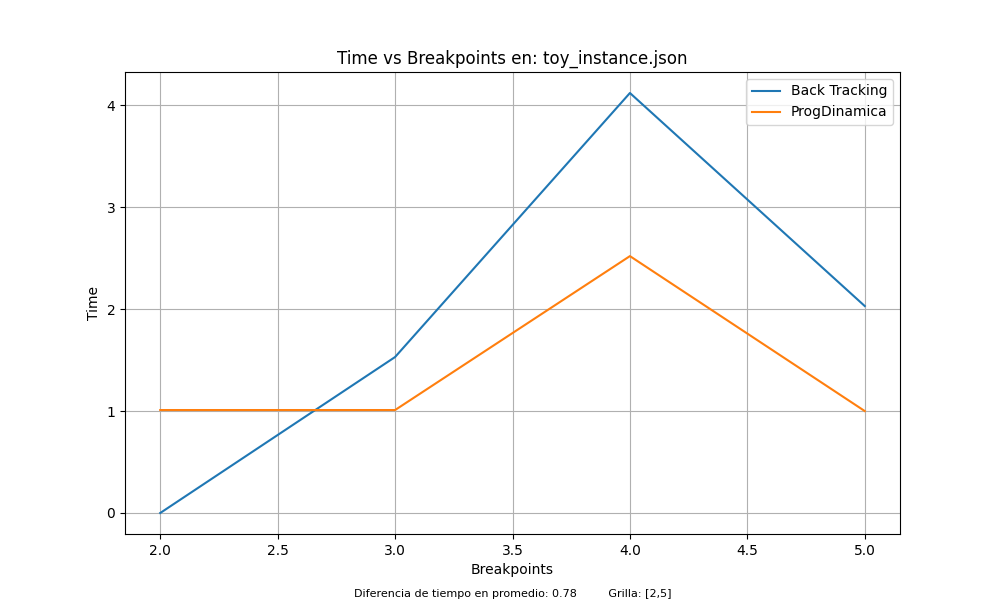 Time vs Breakpoints en: toy_instance.json
Back Tracking
ProgDinamica
4
3
2
1
0
Time
2.0 2.5 3.0 3.5 4.0 4.5 5.0
Breakpoints
Diferencia de tiempo en promedio: 0.78 Grilla: [2,5]